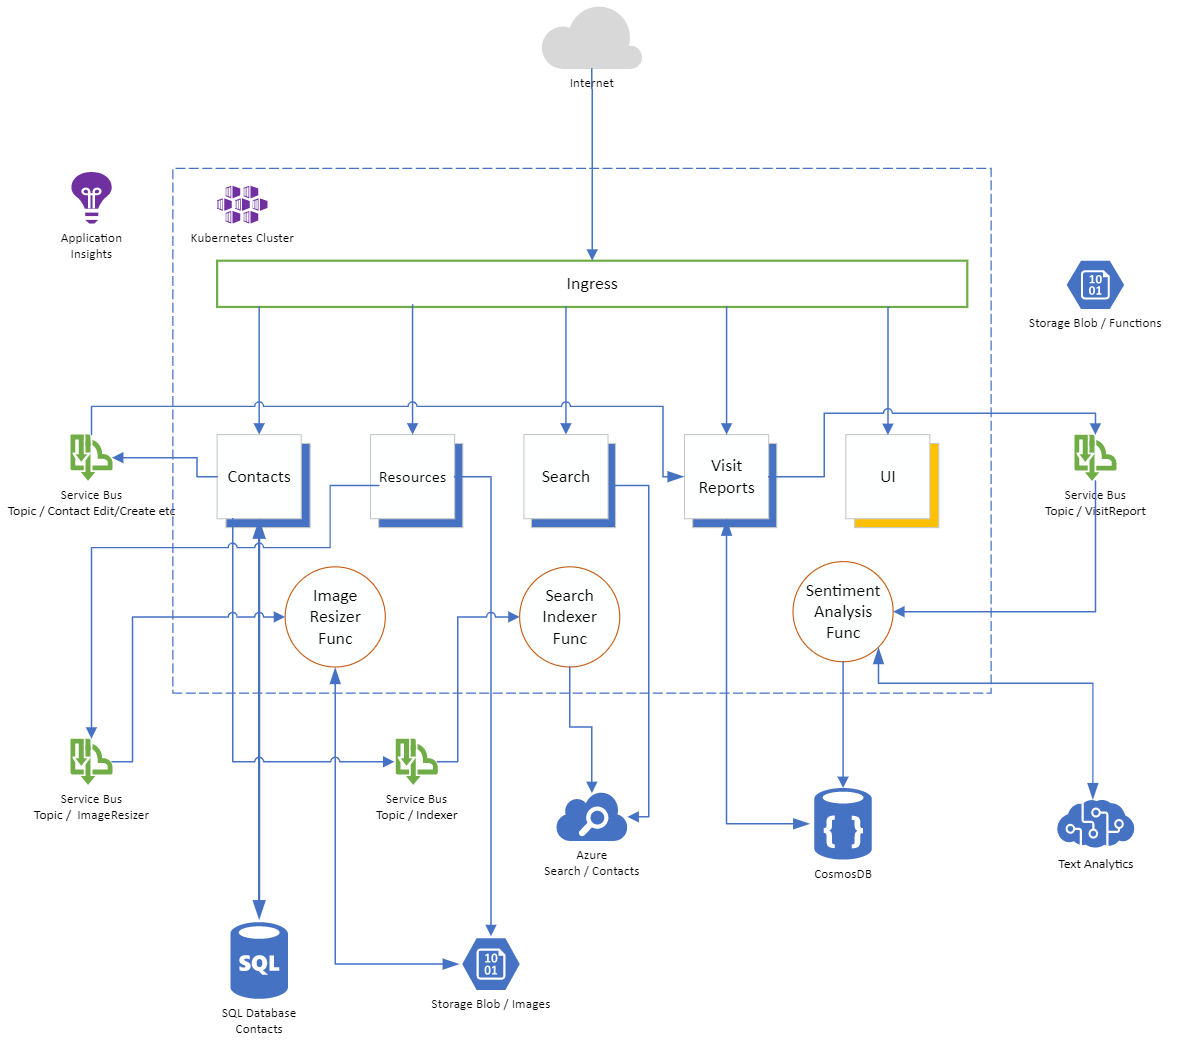 Internet
Application
Insights
Kubernetes Cluster
Ingress
10
01
Storage Blob / Functions
Contacts
Resources
Search
Visit
Reports
UI
Service Bus
Topic / Contact Edit/Create etc
Service Bus
Topic / VisitReport
Image
Resizer
Func
Search
Indexer
Func
Sentiment
Analysis
Func
Service Bus
Topic /  ImageResizer
Service Bus
Topic / Indexer
Azure
Search / Contacts
{ }
CosmosDB
Text Analytics
SQL
SQL Database
Contacts
10
01
Storage Blob / Images